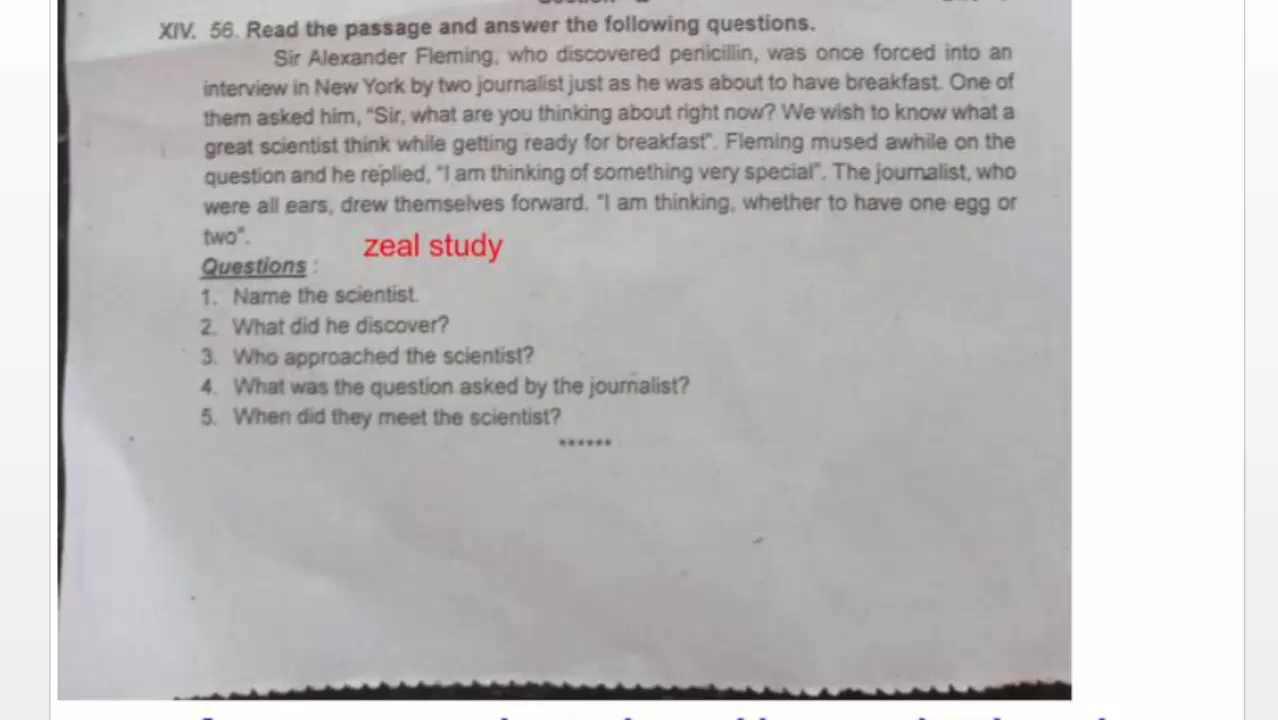 XIV. 56. Read the passage and answer the following questions.
Sir Alexander Fleming, who discovered penicillin, was once forced into an
interview in New York by two journalist just as he was about to have breakfast. One of
them asked him, "Sir, what are you thinking about right now? We wish to know what a
great scientist think while getting ready for breakfast". Fleming mused awhile on the
question and he replied, "I am thinking of something very special". The journalist, who
were all ears, drew themselves forward. "I am thinking, whether to have one egg or
two".
zeal study
Questions :
1. Name the scientist.
2. What did he discover?
3. Who approached the scientist?
4. What was the question asked by the journalist?
5. When did they meet the scientist?
******